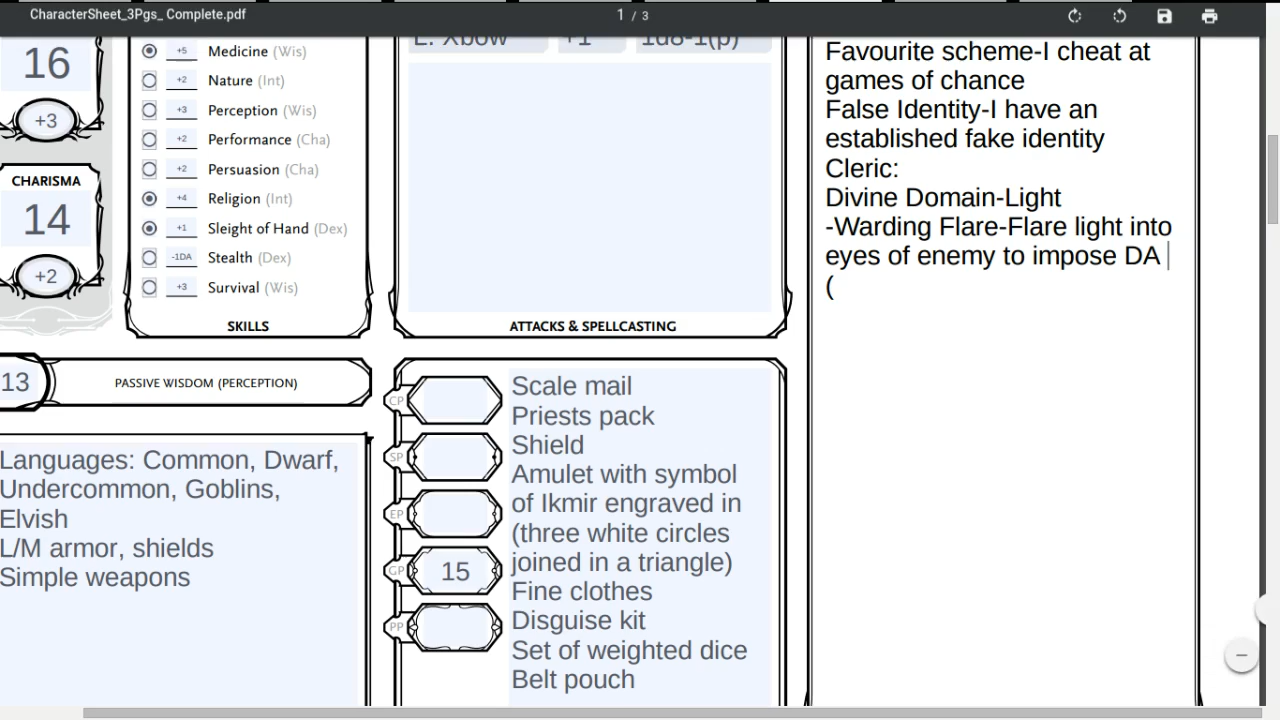 CharacterSheet_3Pgs_ Complete.pdf
1 / 3
16
+3
CHARISMA
14
+2
+5 Medicine (Wis)
+2 Nature (Int)
+3 Perception (Wis)
+2 Performance (Cha)
+2 Persuasion (Cha)
+4 Religion (Int)
+1 Sleight of Hand (Dex)
-1DA Stealth (Dex)
+3 Survival (Wis)
SKILLS
13 PASSIVE WISDOM (PERCEPTION)
Languages: Common, Dwarf,
Undercommon, Goblins,
Elvish
L/M armor, shields
Simple weapons
L. Xbow +1 1d8-1(p)
ATTACKS & SPELLCASTING
CP
SP
EP
GP 15
PP
Scale mail
Priests pack
Shield
Amulet with symbol
of Ikmir engraved in
(three white circles
joined in a triangle)
Fine clothes
Disguise kit
Set of weighted dice
Belt pouch
Favourite scheme-I cheat at
games of chance
False Identity-I have an
established fake identity
Cleric:
Divine Domain-Light
-Warding Flare-Flare light into
eyes of enemy to impose DA
(